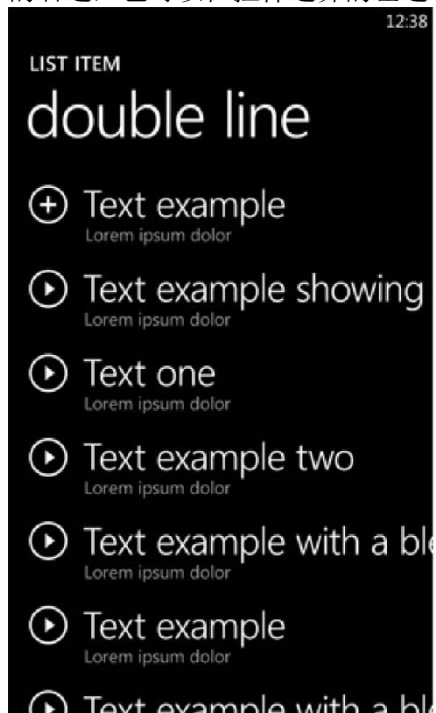 12:38
LIST ITEM
double line
Text example
Lorem ipsum dolor
Text example showing
Lorem ipsum dolor
Text one
Lorem ipsum dolor
Text example two
Lorem ipsum dolor
Text example with a ble
Lorem ipsum dolor
Text example
Lorem ipsum dolor
Text example with a ble